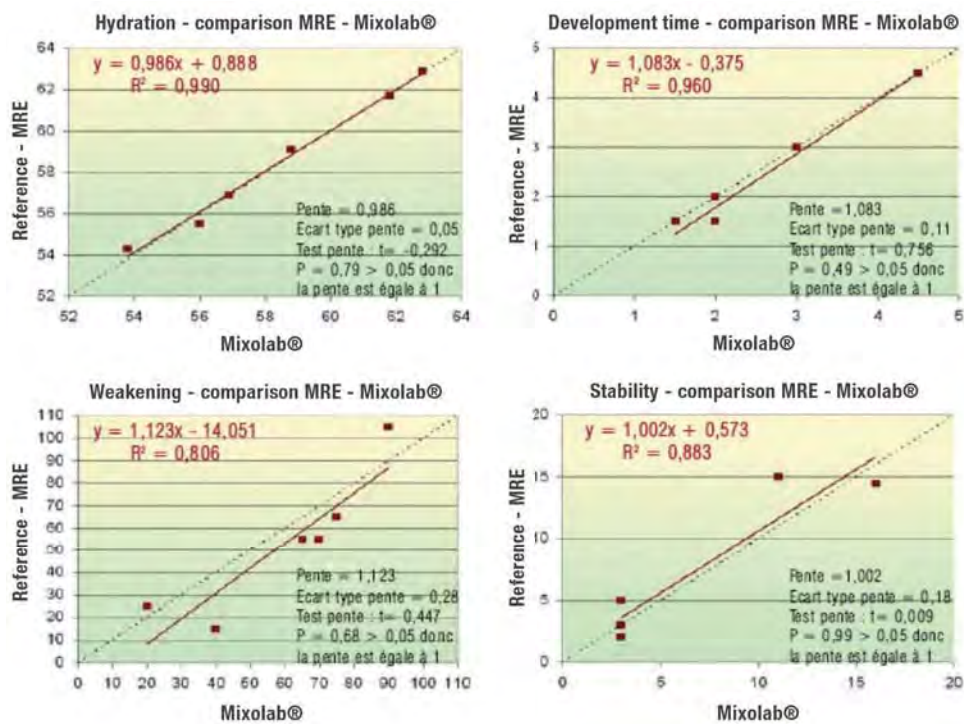 Hydration - comparison MRE - Mixolab®
64
62
60
58
56
54
52
Reference - MRE
y = 0,986x + 0,888
R² = 0,990
Pente = 0,986
Ecart type pente = 0,05
Test pente : t= -0,292
P = 0,79 > 0,05 donc
la pente est égale à 1
52 54 56 58 60 62 64
Mixolab®
Development time - comparison MRE - Mixolab®
5
4
3
2
1
0
Reference - MRE
y = 1,083x - 0,375
R² = 0,960
Pente = 1,083
Ecart type pente = 0,11
Test pente : t= 0,756
P = 0,49 > 0,05 donc
la pente est égale à 1
0 1 2 3 4 5
Mixolab®
Weakening - comparison MRE - Mixolab®
110
100
90
80
70
60
50
40
30
20
10
0
Reference - MRE
y = 1,123x - 14,051
R² = 0,806
Pente = 1,123
Ecart type pente = 0,28
Test pente : t= 0,447
P = 0,68 > 0,05 donc
la pente est égale à 1
0 10 20 30 40 50 60 70 80 90 100 110
Mixolab®
Stability - comparison MRE - Mixolab®
20
15
10
5
0
Reference - MRE
y = 1,002x + 0,573
R² = 0,883
Pente =1,002
Ecart type pente = 0,18
Test pente : t= 0,009
P = 0,99 > 0,05 donc
la pente est égale à 1
0 5 10 15 20
Mixolab®